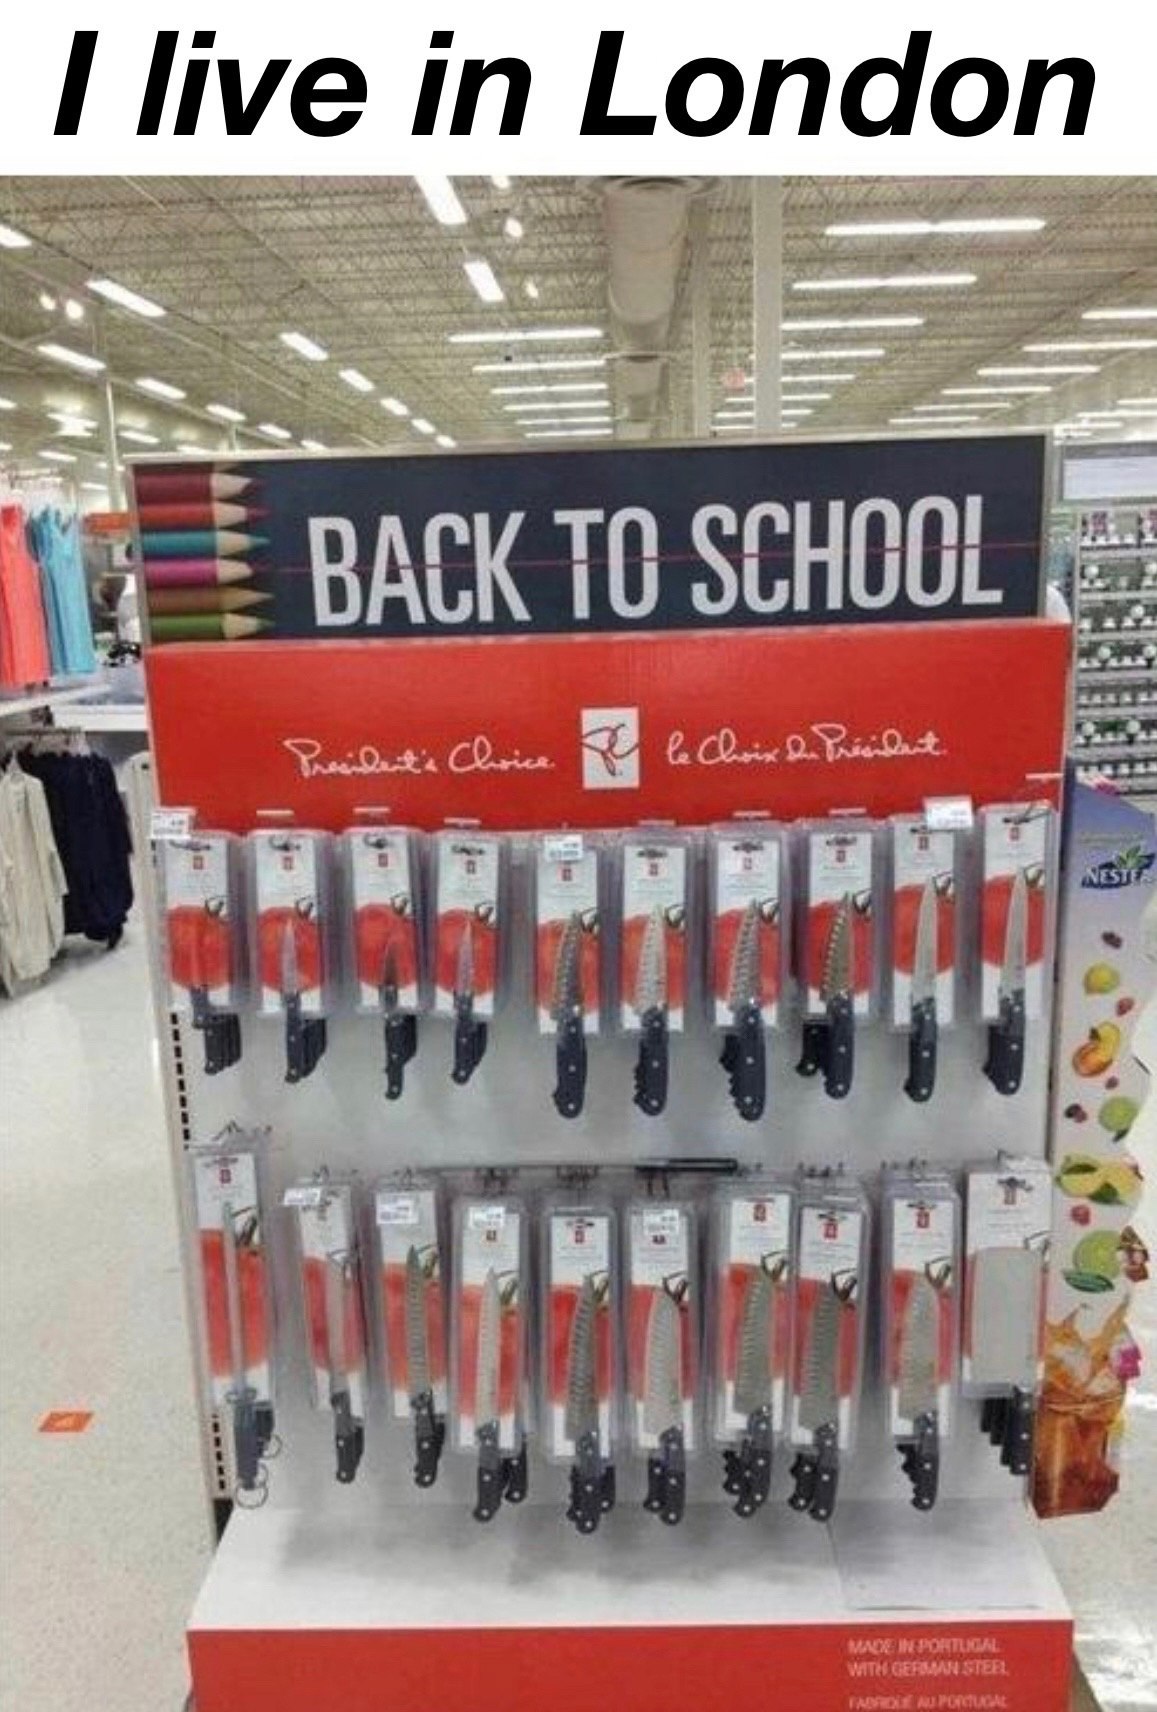 I live in London
BACK TO SCHOOL
President's Choice
le Choix du Président
MADE IN PORTUGAL
WITH GERMAN STEEL
FABRIQUÉ AU PORTUGAL